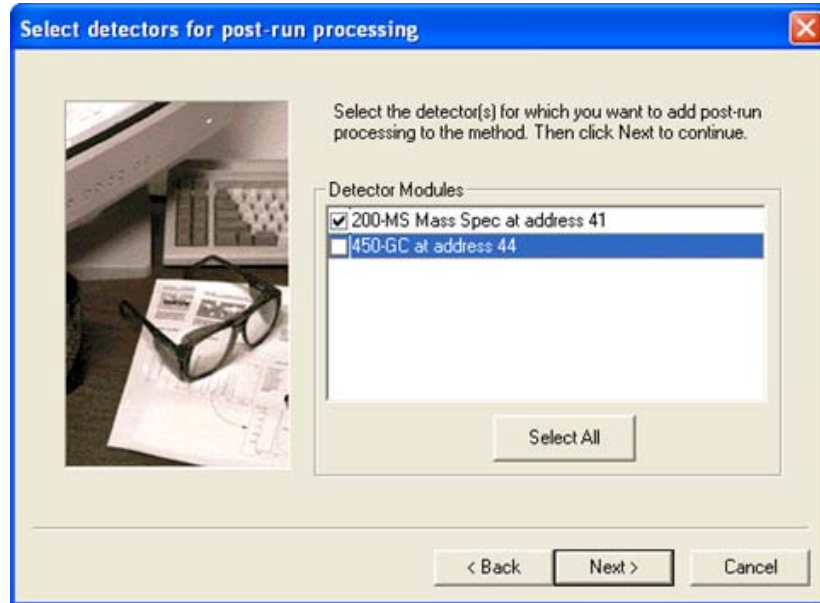 Select detectors for post-run processing
Select the detector(s) for which you want to add post-run
processing to the method. Then click Next to continue.
Detector Modules
200-MS Mass Spec at address 41
450-GC at address 44
Select All
< Back
Next >
Cancel